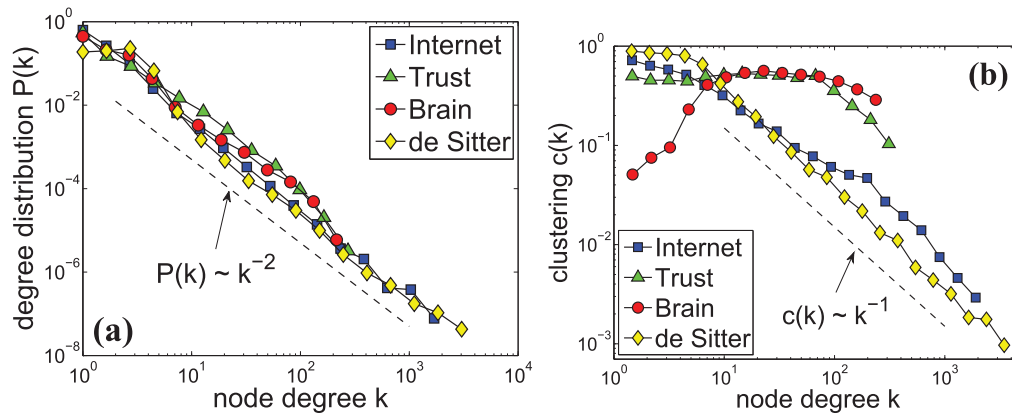 degree distribution P(k)
10^0
10^-2
10^-4
10^-6
10^-8
10^0
10^1
10^2
10^3
10^4
node degree k
Internet
Trust
Brain
de Sitter
P(k) ~ k^-2
(a)
clustering c(k)
10^0
10^-1
10^-2
10^-3
10^0
10^1
10^2
10^3
node degree k
(b)
Internet
Trust
Brain
de Sitter
c(k) ~ k^-1